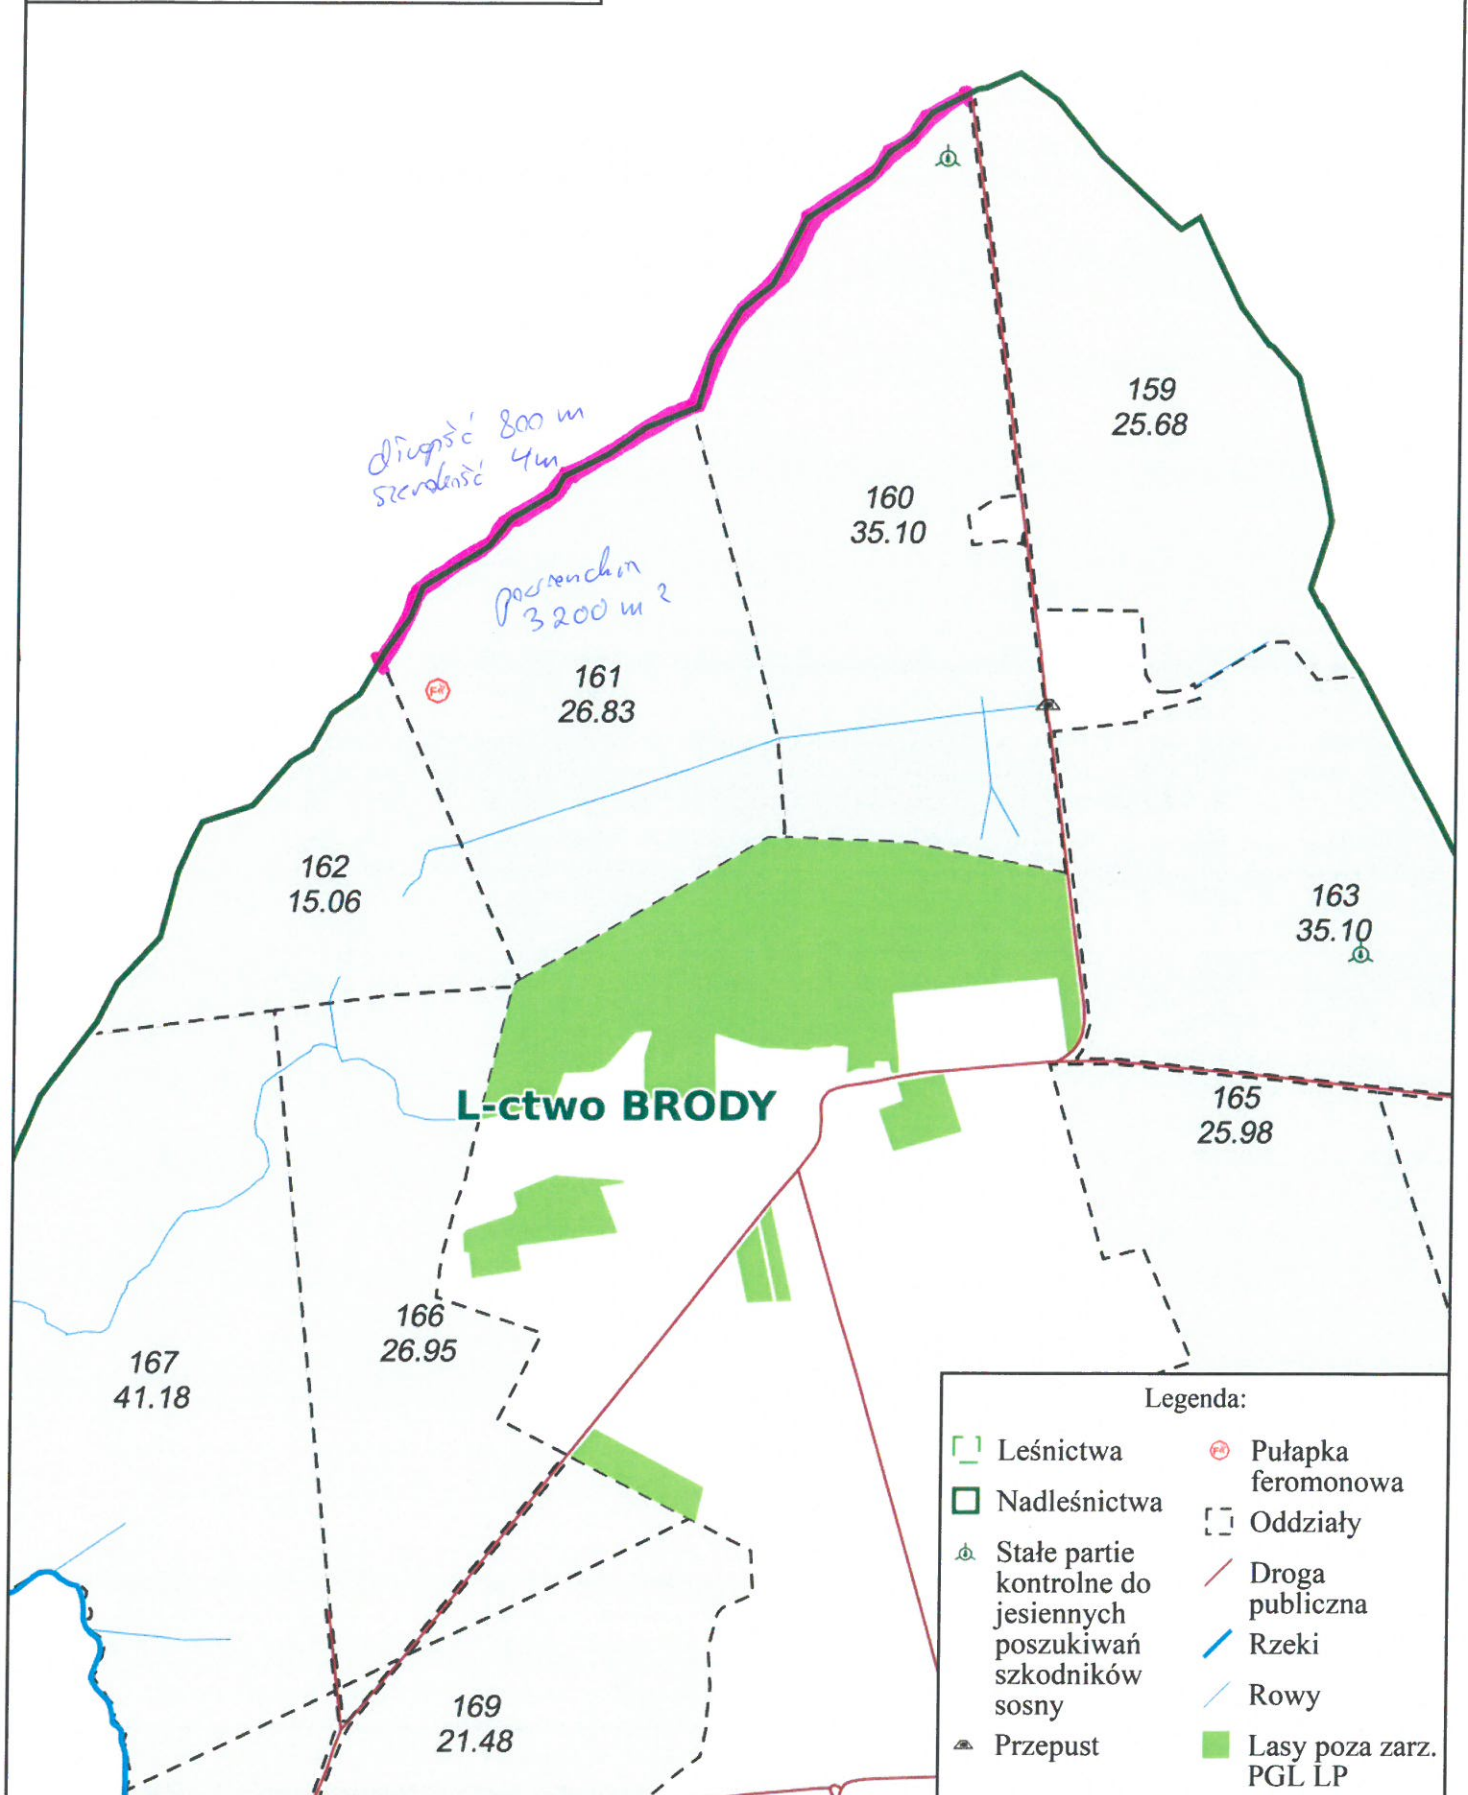 159
25.68
długość 800 m
szerokość 4m
160
35.10
powierzchnia
3200 m²
161
26.83
162
15.06
163
35.10
L-ctwo BRODY
165
25.98
166
26.95
167
41.18
169
21.48
Legenda:
Leśnictwa
Nadleśnictwa
Stałe partie
kontrolne do
jesiennych
poszukiwań
szkodników
sosny
Przepust
Pułapka
feromonowa
Oddziały
Droga
publiczna
Rzeki
Rowy
Lasy poza zarz.
PGL LP